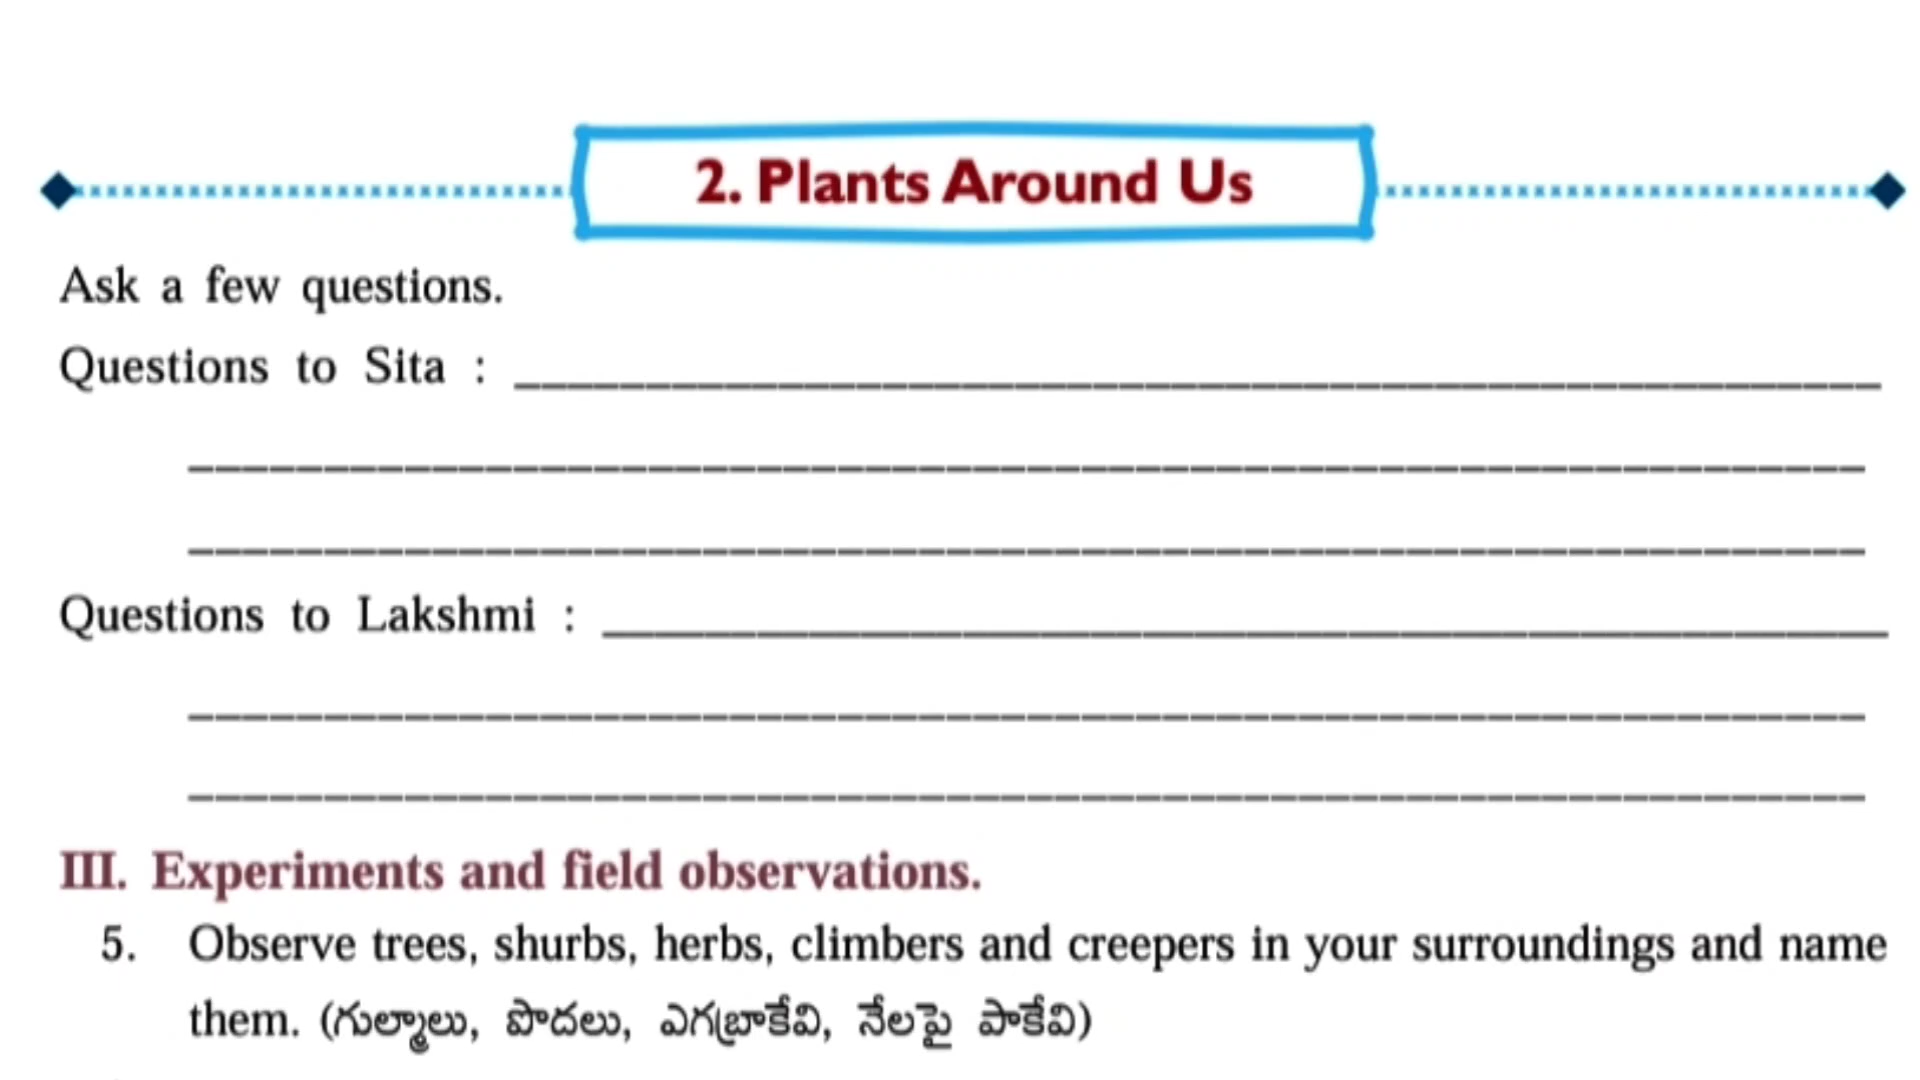 2. Plants Around Us
Ask a few questions.
Questions to Sita :
Questions to Lakshmi :
III. Experiments and field observations.
5. Observe trees, shurbs, herbs, climbers and creepers in your surroundings and name
them. (గుల్మాలు, పొదలు, ఎగబ్రాకేవి, నేలపై పాకేవి)